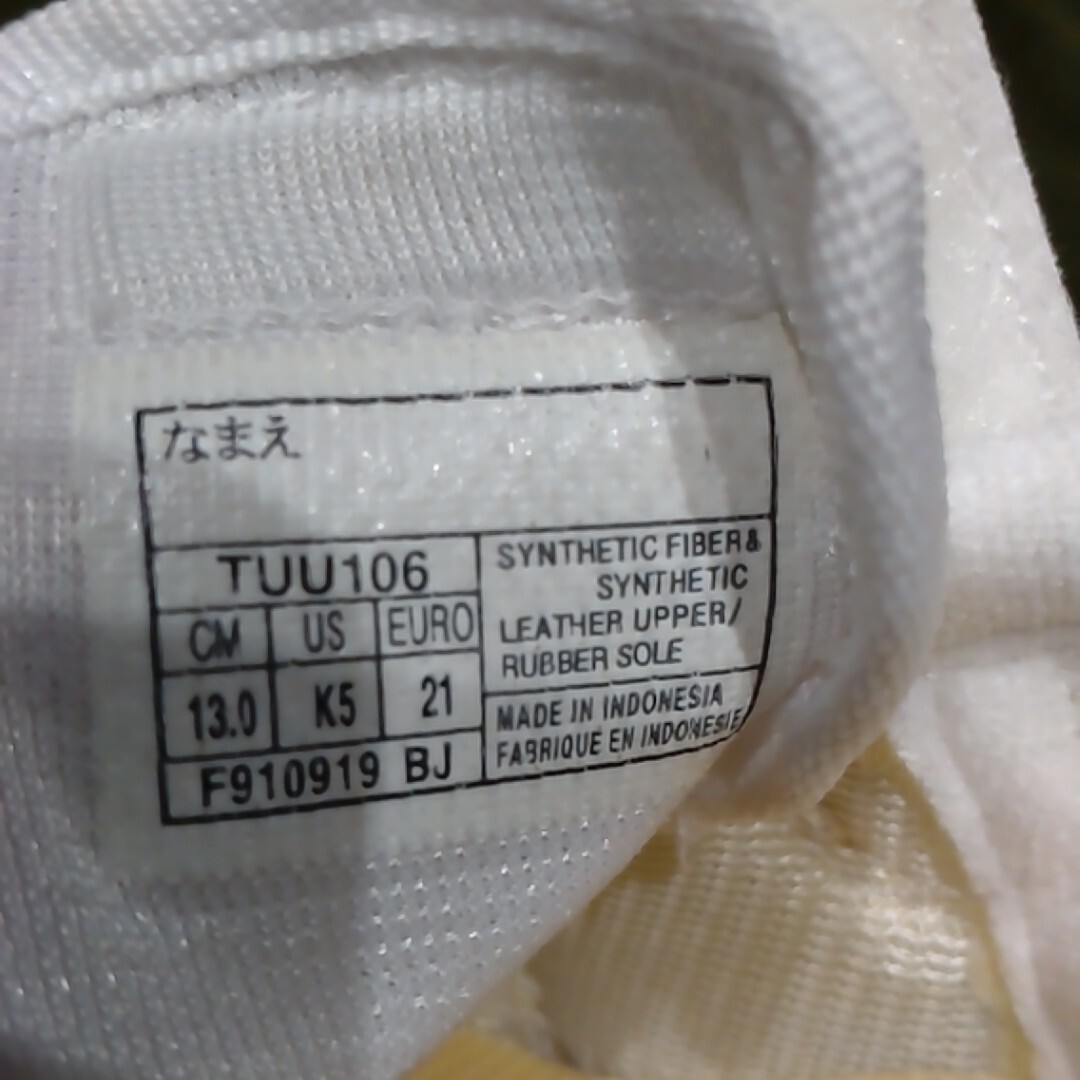 なまえ
TUU106
CM US EURO
13.0 K5 21
F910919 BJ
SYNTHETIC FIBER&
SYNTHETIC
LEATHER UPPER/
RUBBER SOLE
MADE IN INDONESIA
FABRIQUE EN INDONESIE